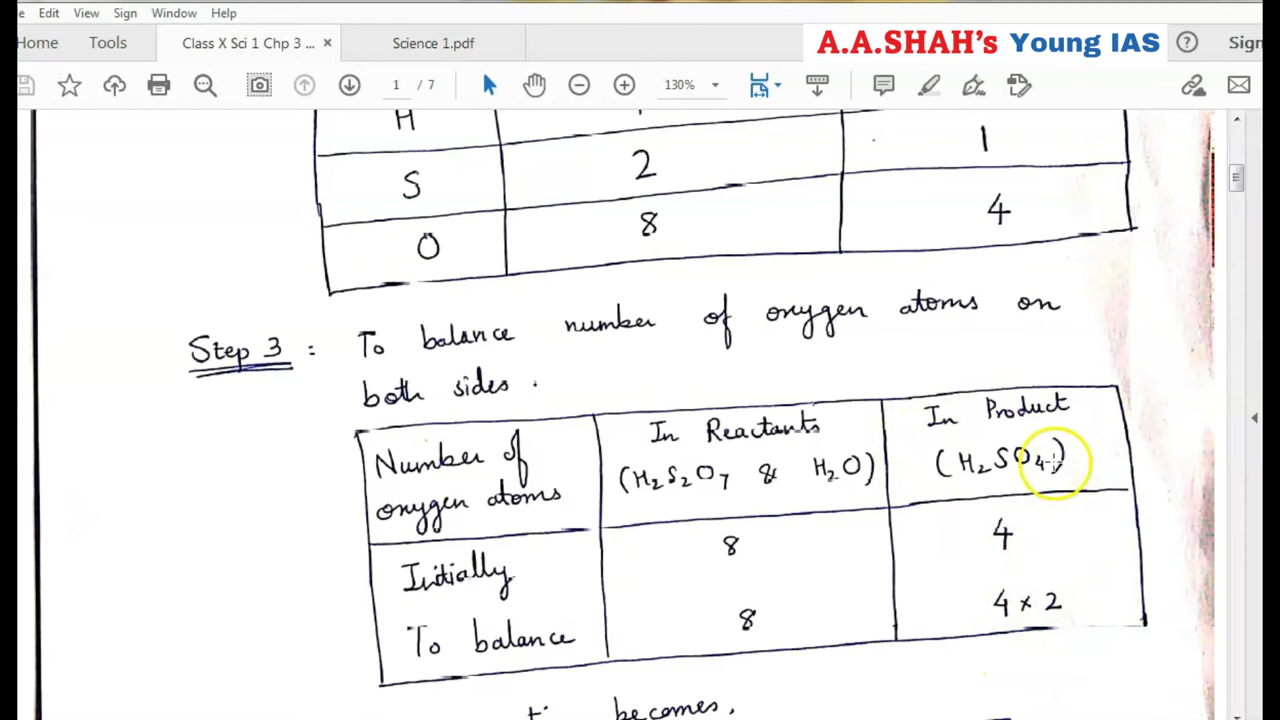 Edit View Sign Window Help
A.A.SHAH's Young IAS
Home Tools Class X Sci 1 Chp 3 ... × Science 1.pdf Sign
1 / 7 130%
H
S 2 1
O 8 4
Step 3 : To balance number of oxygen atoms on
both sides.
Number of oxygen atoms
In Reactants
(H₂S₂O₇ & H₂O)
In Product
(H₂SO₄)
Initially 8 4
To balance 8 4 × 2
becomes,